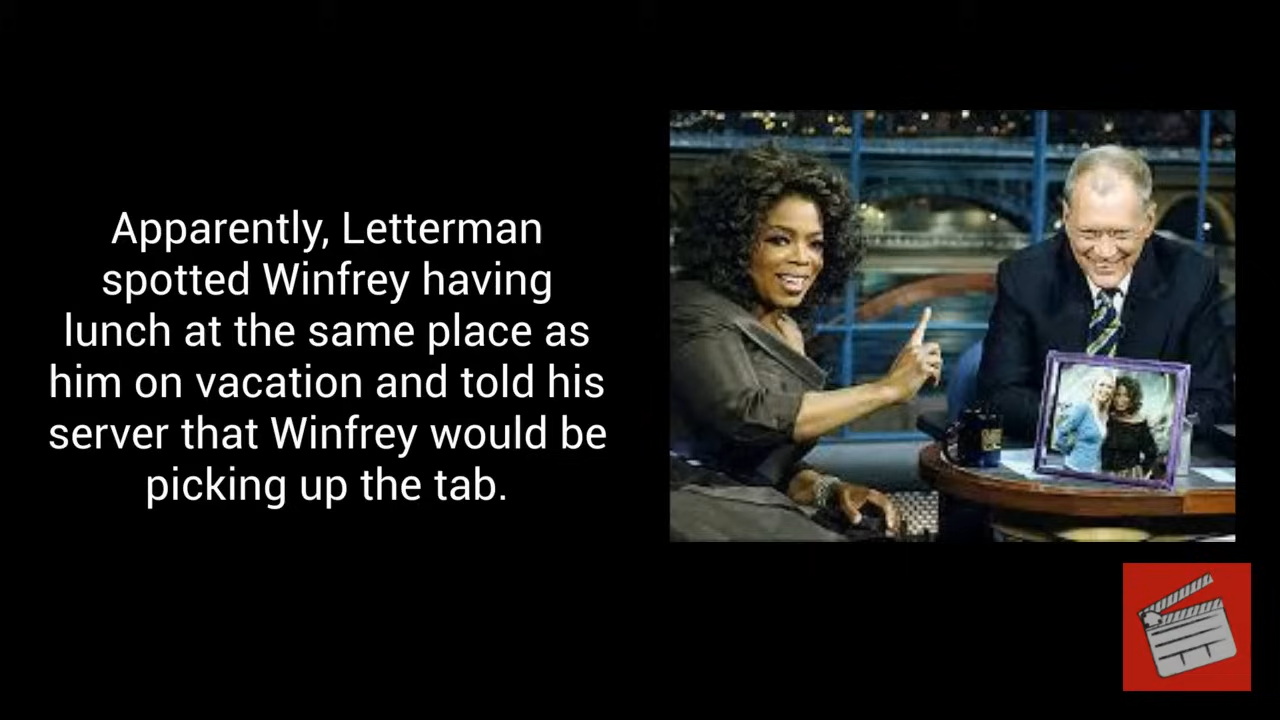 Apparently, Letterman
spotted Winfrey having
lunch at the same place as
him on vacation and told his
server that Winfrey would be
picking up the tab.